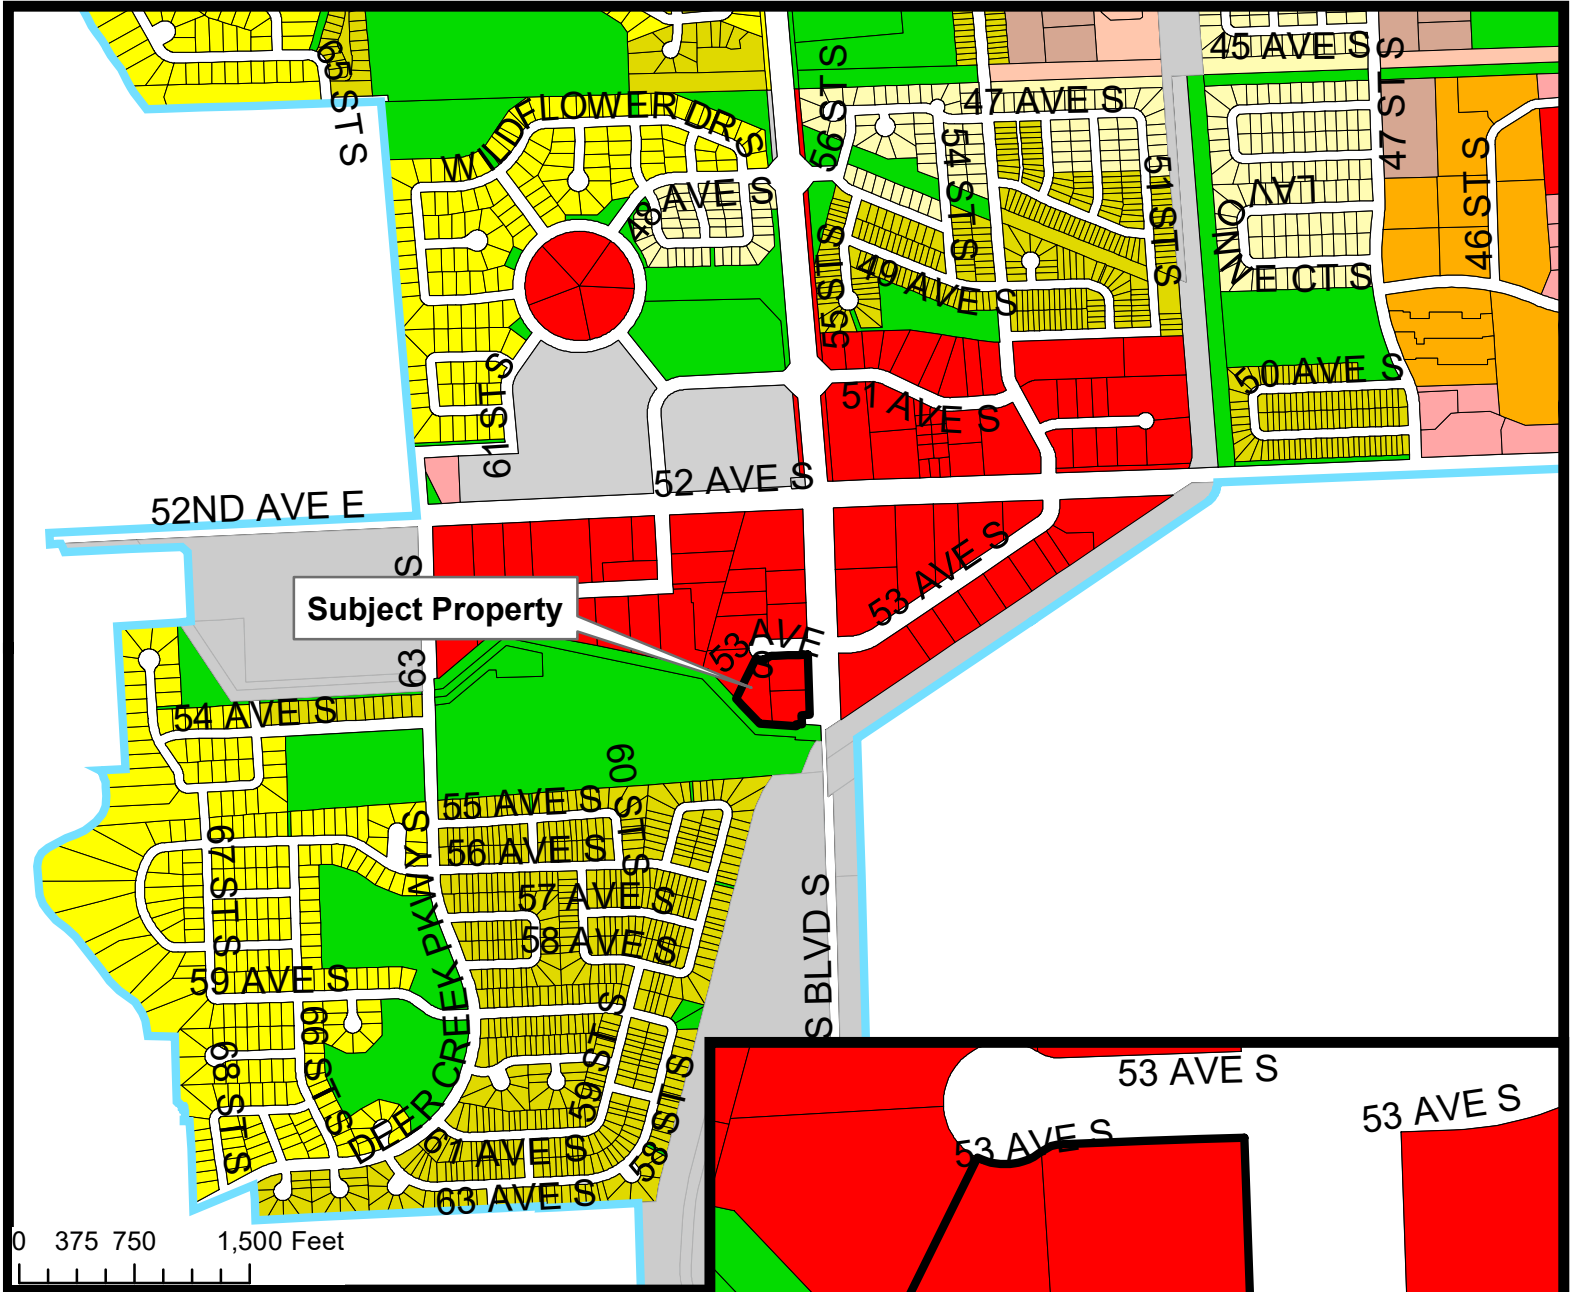 65 ST S
56 ST S
45 AVE S
47 ST S
WILDFLOWER DR S
47 AVE S
54 ST S
51 ST S
46 ST S
48 AVE S
LAVONNE CT S
55 ST S
49 AVE S
61 ST S
51 AVE S
50 AVE S
52 AVE S
52ND AVE E
63 S
53 AVE S
Subject Property
53 AVE S
54 AVE S
60 ST S
55 AVE S
56 AVE S
67 ST S
57 AVE S
58 AVE S
DEER CREEK PKWY S
S BLVD S
59 AVE S
66 ST S
59 ST S
68 ST S
58 ST S
61 AVE S
63 AVE S
53 AVE S
53 AVE S
53 AVE S
0 375 750 1,500 Feet